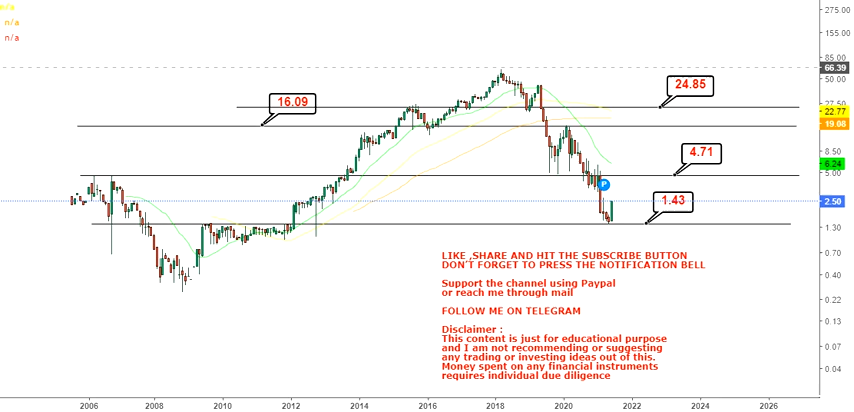 n/a
n/a
n/a
275.00
155.00
85.00
66.39
50.00
24.85
27.50
16.09
22.77
19.08
8.50
4.71
6.24
5.00
P
1.43
2.50
1.30
LIKE ,SHARE AND HIT THE SUBSCRIBE BUTTON
DON'T FORGET TO PRESS THE NOTIFICATION BELL
0.70
0.40
Support the channel using Paypal
or reach me through mail
0.22
FOLLOW ME ON TELEGRAM
0.13
Disclaimer :
This content is just for educational purpose
and I am not recommending or suggesting
any trading or investing ideas out of this.
Money spent on any financial instruments
requires individual due diligence
0.07
0.04
2006 2008 2010 2012 2014 2016 2018 2020 2022 2024 2026